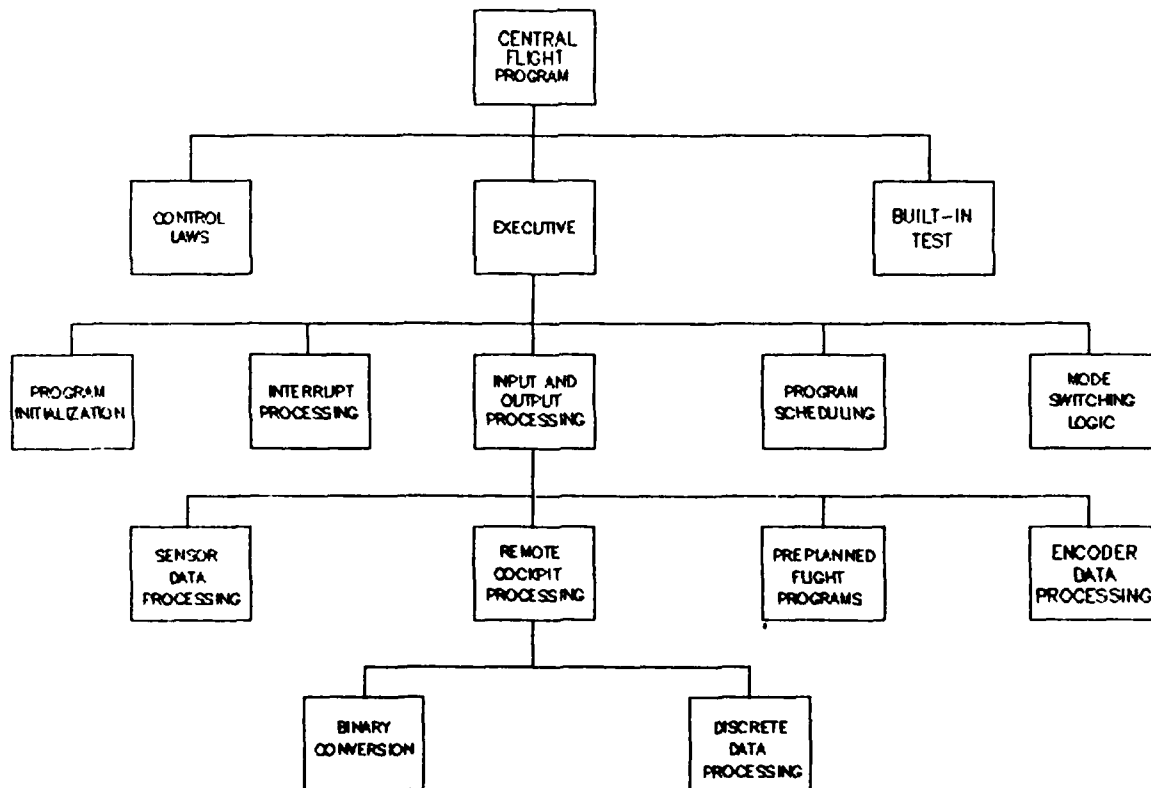 CENTRAL
FLIGHT
PROGRAM
CONTROL
LAWS
EXECUTIVE
BUILT-IN
TEST
PROGRAM
INITIALIZATION
INTERRUPT
PROCESSING
INPUT AND
OUTPUT
PROCESSING
PROGRAM
SCHEDULING
MODE
SWITCHING
LOGIC
SENSOR
DATA
PROCESSING
REMOTE
COCKPIT
PROCESSING
PREPLANNED
FLIGHT
PROGRAMS
ENCODER
DATA
PROCESSING
BINARY
CONVERSION
DISCRETE
DATA
PROCESSING